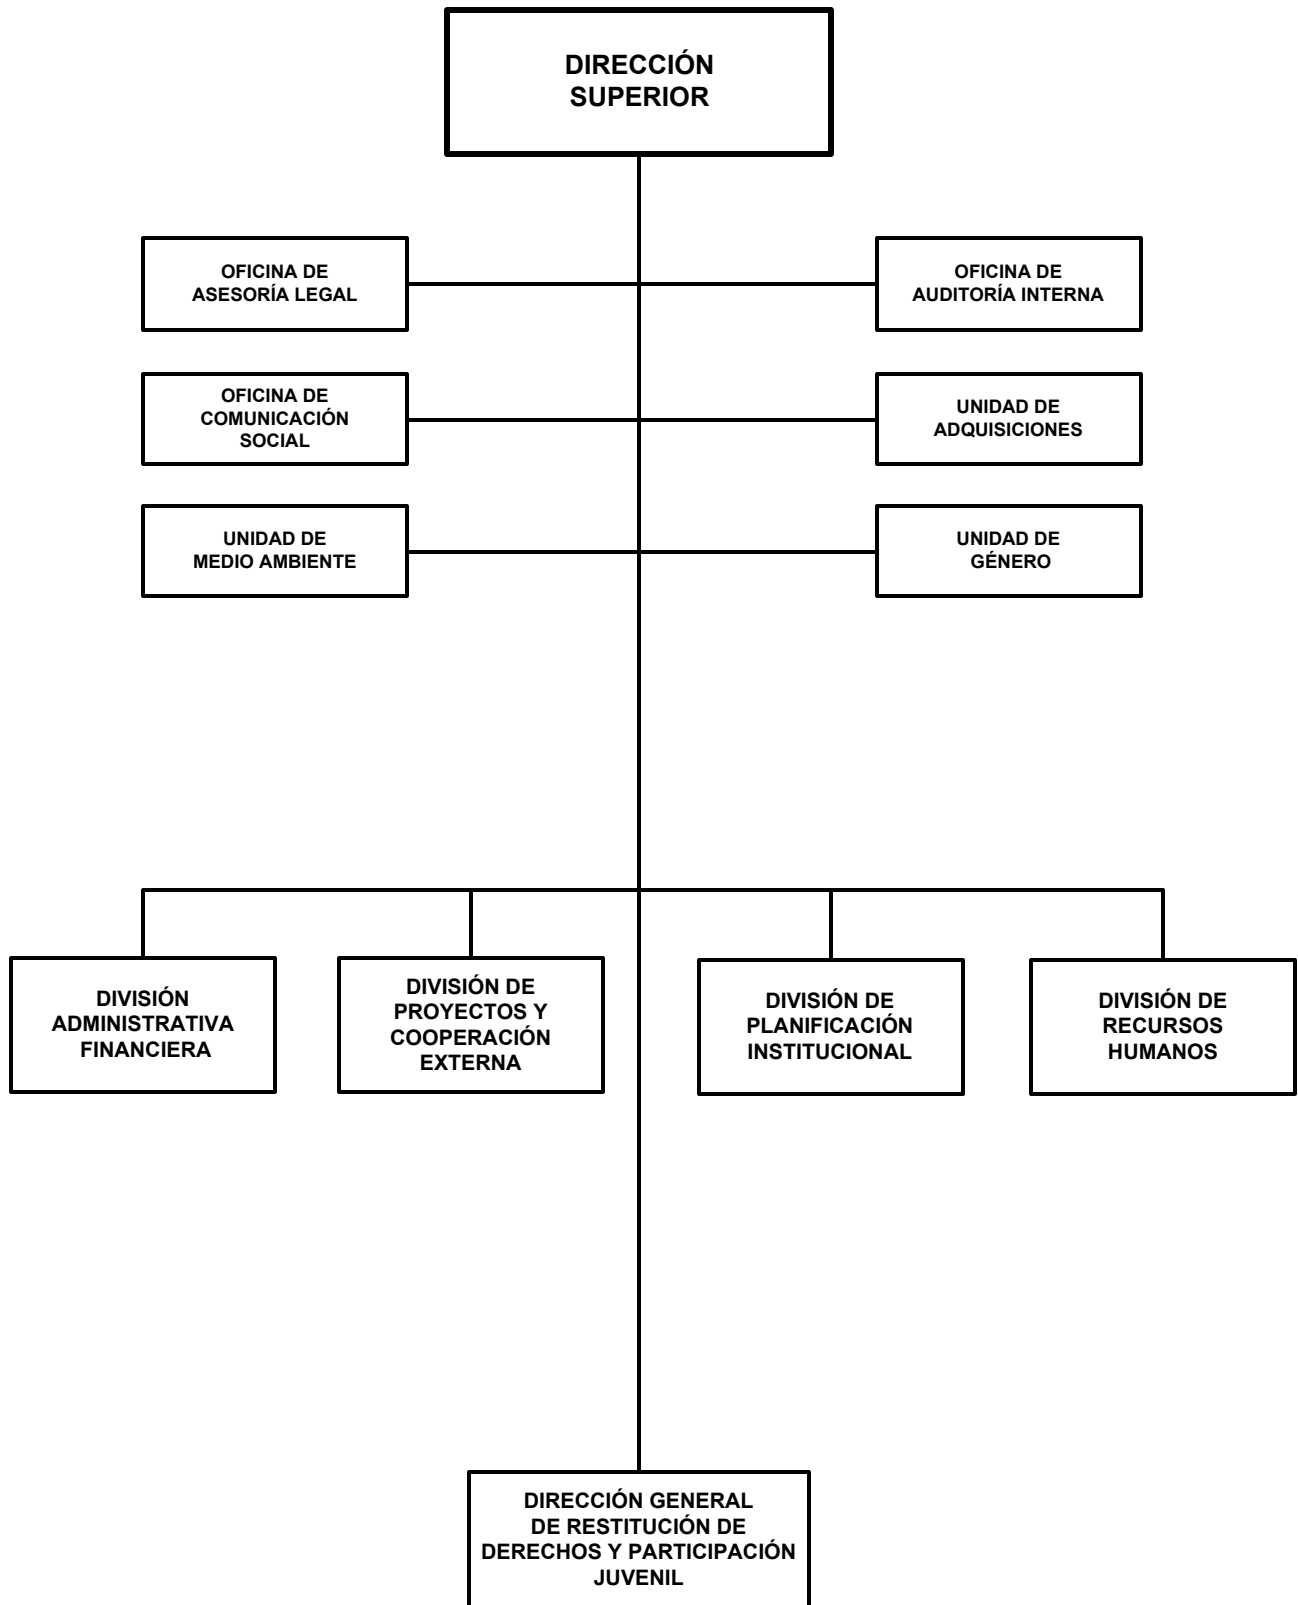 DIRECCIÓN
SUPERIOR
OFICINA DE
ASESORÍA LEGAL
OFICINA DE
AUDITORÍA INTERNA
OFICINA DE
COMUNICACIÓN
SOCIAL
UNIDAD DE
ADQUISICIONES
UNIDAD DE
MEDIO AMBIENTE
UNIDAD DE
GÉNERO
DIVISIÓN
ADMINISTRATIVA
FINANCIERA
DIVISIÓN DE
PROYECTOS Y
COOPERACIÓN
EXTERNA
DIVISIÓN DE
PLANIFICACIÓN
INSTITUCIONAL
DIVISIÓN DE
RECURSOS
HUMANOS
DIRECCIÓN GENERAL
DE RESTITUCIÓN DE
DERECHOS Y PARTICIPACIÓN
JUVENIL